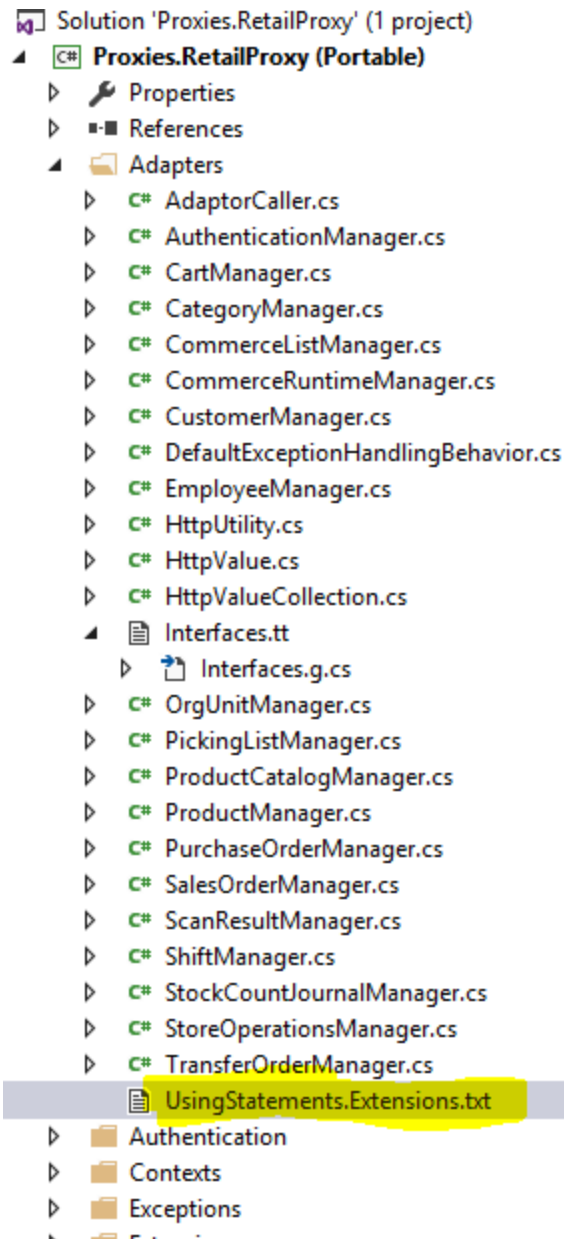 Solution 'Proxies.RetailProxy' (1 project)
C# Proxies.RetailProxy (Portable)
Properties
References
Adapters
C# AdaptorCaller.cs
C# AuthenticationManager.cs
C# CartManager.cs
C# CategoryManager.cs
C# CommerceListManager.cs
C# CommerceRuntimeManager.cs
C# CustomerManager.cs
C# DefaultExceptionHandlingBehavior.cs
C# EmployeeManager.cs
C# HttpUtility.cs
C# HttpValue.cs
C# HttpValueCollection.cs
Interfaces.tt
Interfaces.g.cs
C# OrgUnitManager.cs
C# PickingListManager.cs
C# ProductCatalogManager.cs
C# ProductManager.cs
C# PurchaseOrderManager.cs
C# SalesOrderManager.cs
C# ScanResultManager.cs
C# ShiftManager.cs
C# StockCountJournalManager.cs
C# StoreOperationsManager.cs
C# TransferOrderManager.cs
UsingStatements.Extensions.txt
Authentication
Contexts
Exceptions